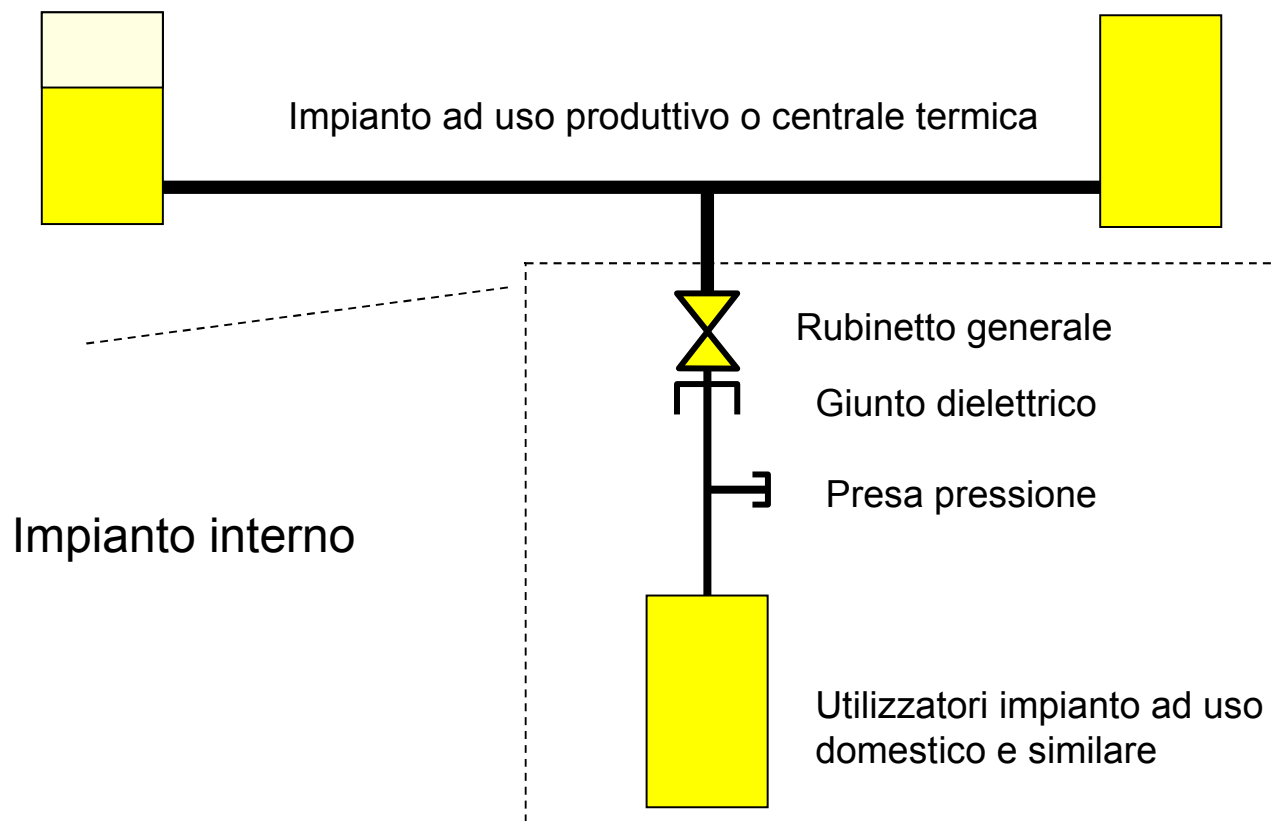 Impianto ad uso produttivo o centrale termica
Rubinetto generale
Giunto dielettrico
Presa pressione
Impianto interno
Utilizzatori impianto ad uso
domestico e similare